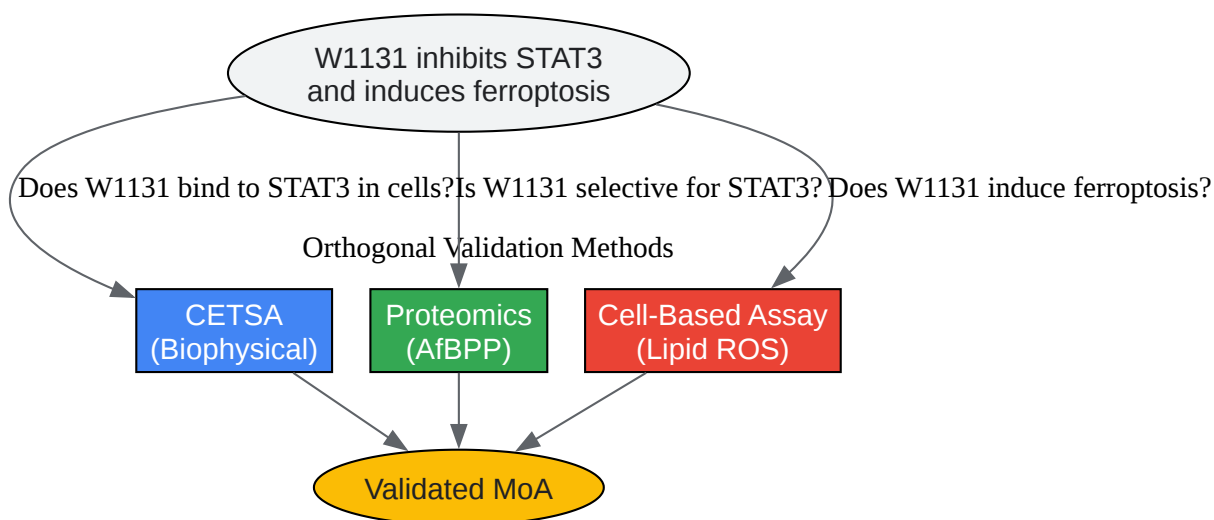 W1131 inhibits STAT3
and induces ferroptosis
Does W1131 bind to STAT3 in cells?
Is W1131 selective for STAT3?
Does W1131 induce ferroptosis?
Orthogonal Validation Methods
CETSA
(Biophysical)
Proteomics
(AfBPP)
Cell-Based Assay
(Lipid ROS)
Validated MoA